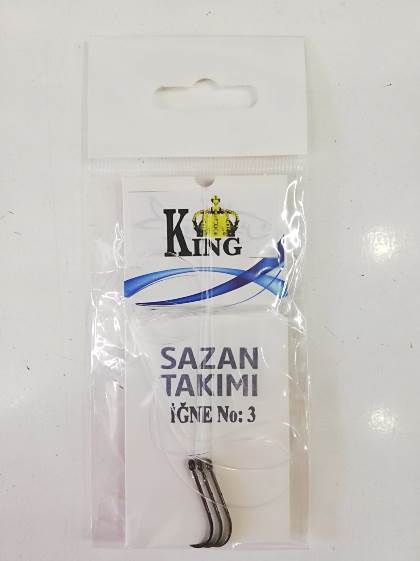 KING
SAZAN
TAKIMI
İĞNE No: 3